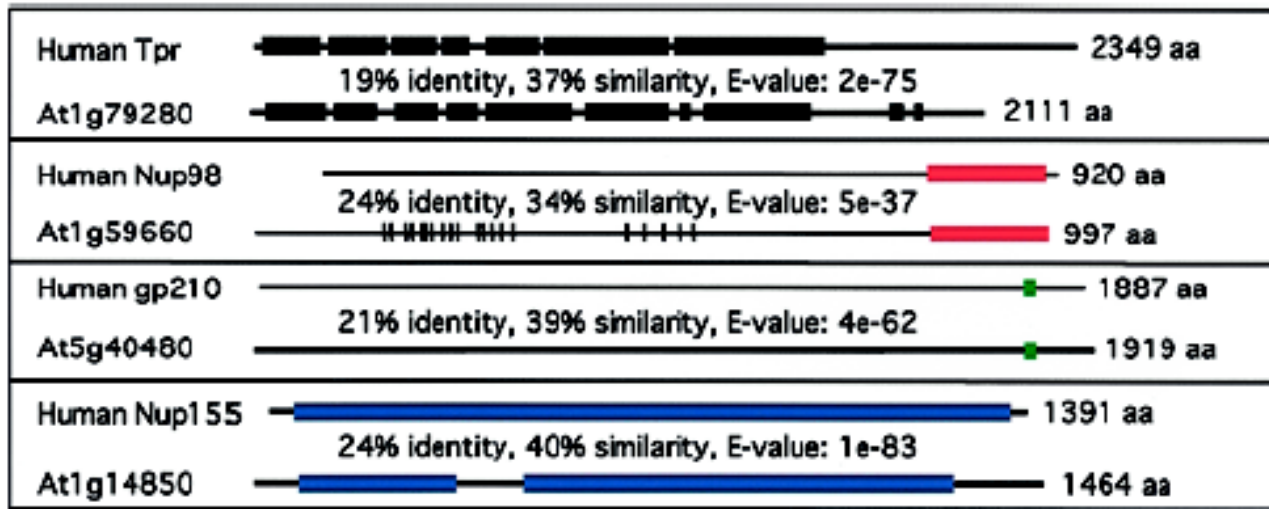 Human Tpr 2349 aa
19% identity, 37% similarity, E-value: 2e-75
At1g79280 2111 aa
Human Nup98 920 aa
24% identity, 34% similarity, E-value: 5e-37
At1g59660 997 aa
Human gp210 1887 aa
21% identity, 39% similarity, E-value: 4e-62
At5g40480 1919 aa
Human Nup155 1391 aa
24% identity, 40% similarity, E-value: 1e-83
At1g14850 1464 aa